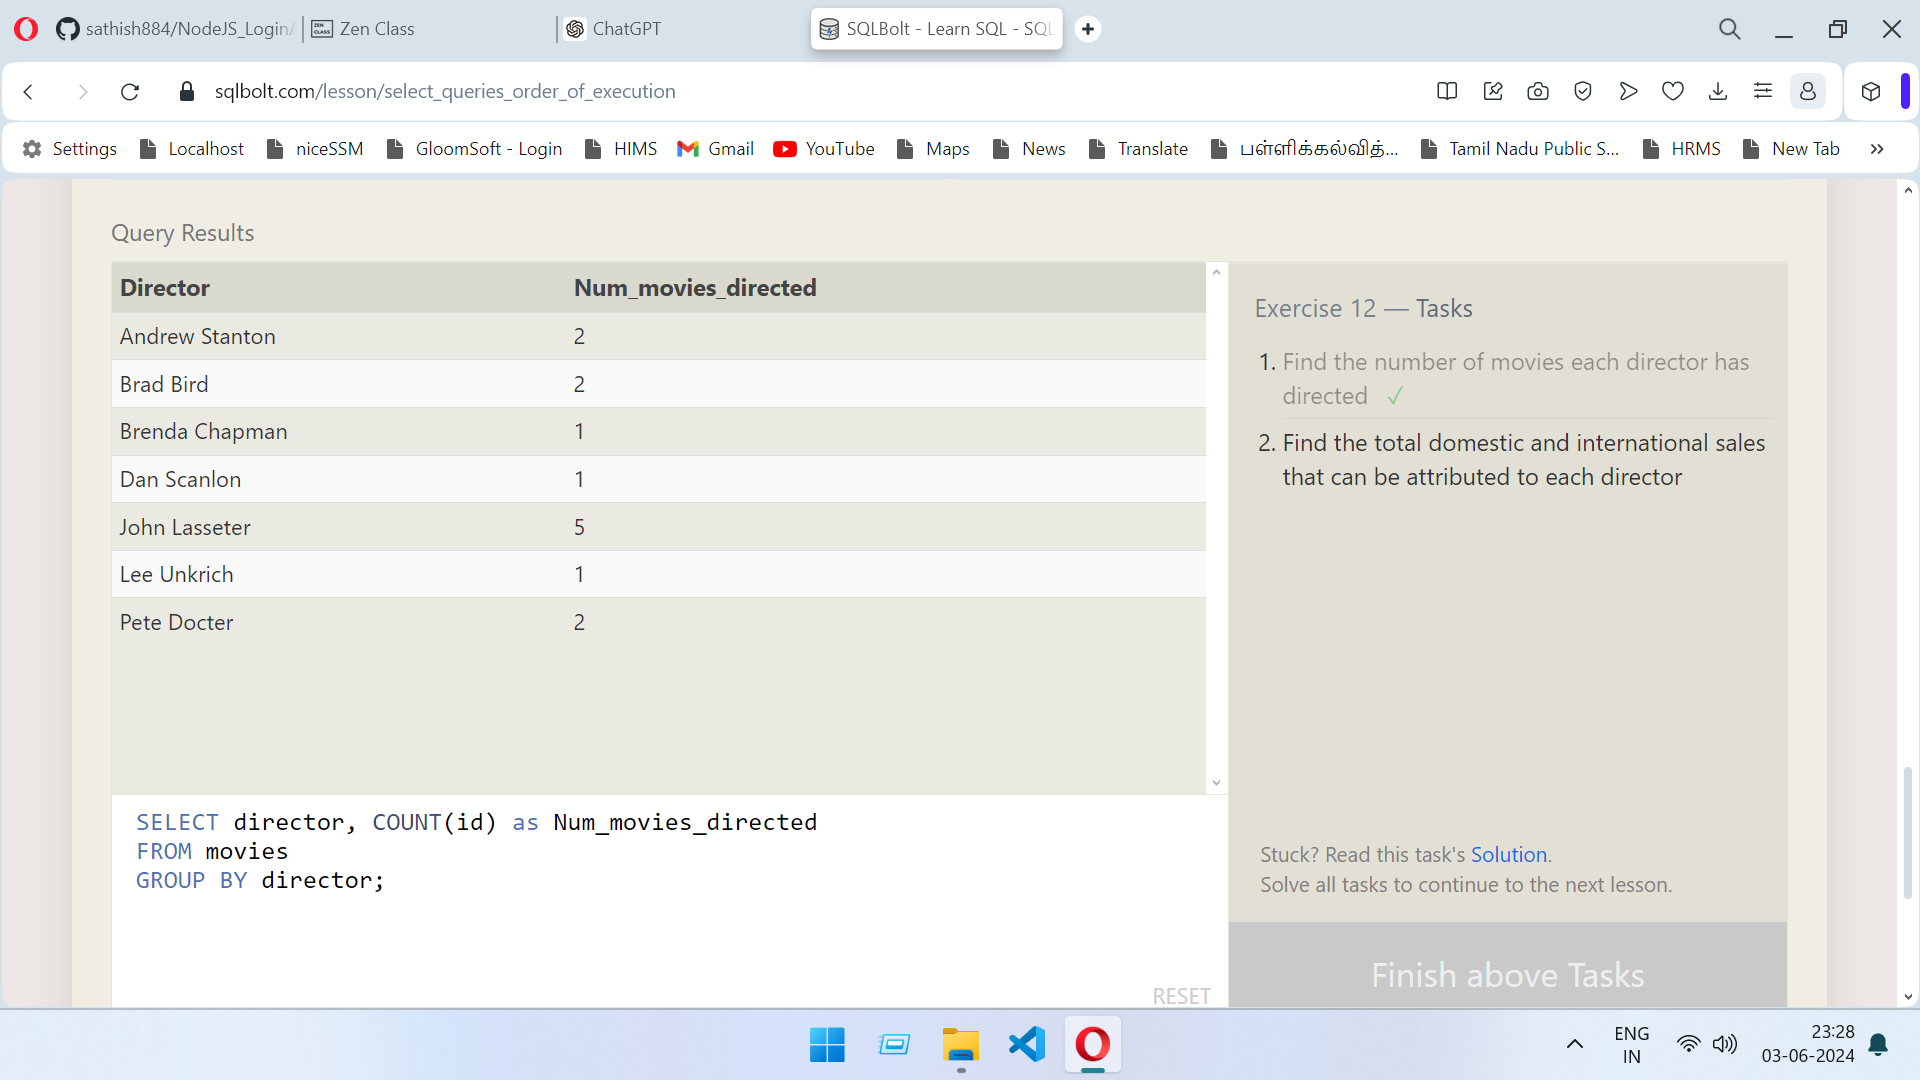 sathish884/NodeJS_Login/
ZEN CLASS Zen Class
ChatGPT
SQLBolt - Learn SQL - SQL
sqlbolt.com/lesson/select_queries_order_of_execution
Settings Localhost niceSSM GloomSoft - Login HIMS Gmail YouTube Maps News Translate பள்ளிக்கல்வித்... Tamil Nadu Public S... HRMS New Tab »
Query Results
Director Num_movies_directed
Andrew Stanton 2
Brad Bird 2
Brenda Chapman 1
Dan Scanlon 1
John Lasseter 5
Lee Unkrich 1
Pete Docter 2
SELECT director, COUNT(id) as Num_movies_directed
FROM movies
GROUP BY director;
RESET
Exercise 12 — Tasks
1. Find the number of movies each director has
directed ✓
2. Find the total domestic and international sales
that can be attributed to each director
Stuck? Read this task's Solution.
Solve all tasks to continue to the next lesson.
Finish above Tasks
ENG
IN
23:28
03-06-2024